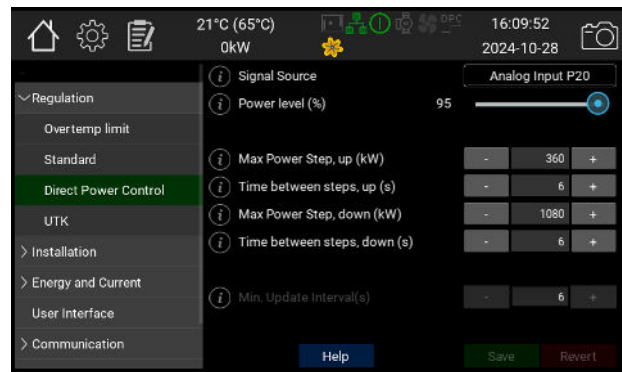 21°C (65°C)
0kW
DPC
16:09:52
2024-10-28
Regulation
Overtemp limit
Standard
Direct Power Control
UTK
Installation
Energy and Current
User Interface
Communication
Signal Source
Analog Input P20
Power level (%)
95
Max Power Step, up (kW)
- 360 +
Time between steps, up (s)
- 6 +
Max Power Step, down (kW)
- 1080 +
Time between steps, down (s)
- 6 +
Min. Update Interval(s)
- 6 +
Help
Save
Revert